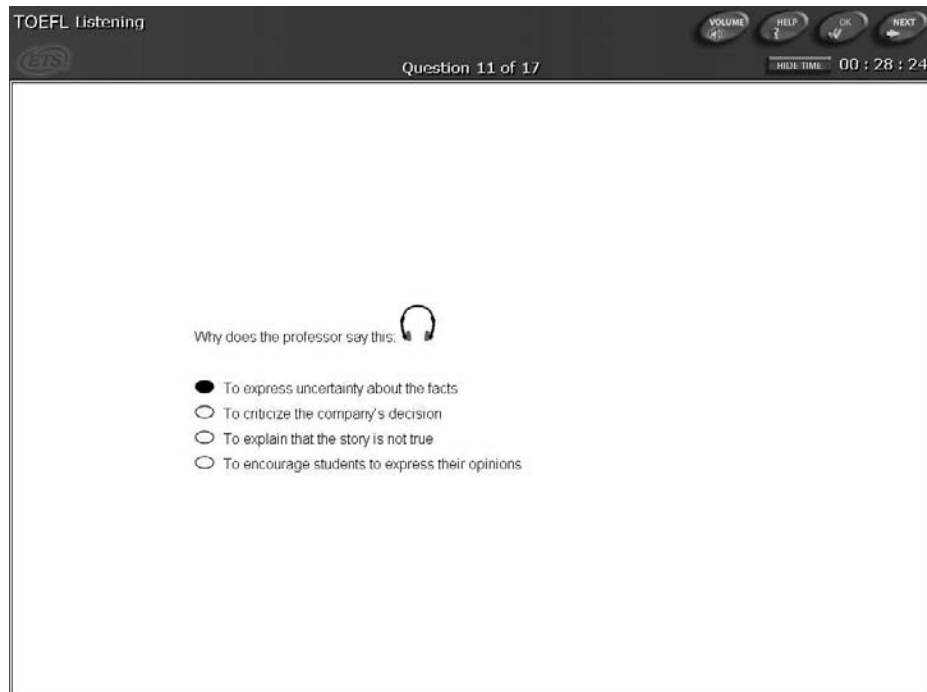 TOEFL Listening
VOLUME
HELP
OK
NEXT
ETS
Question 11 of 17
HIDE TIME 00 : 28 : 24
Why does the professor say this:
To express uncertainty about the facts
To criticize the company's decision
To explain that the story is not true
To encourage students to express their opinions